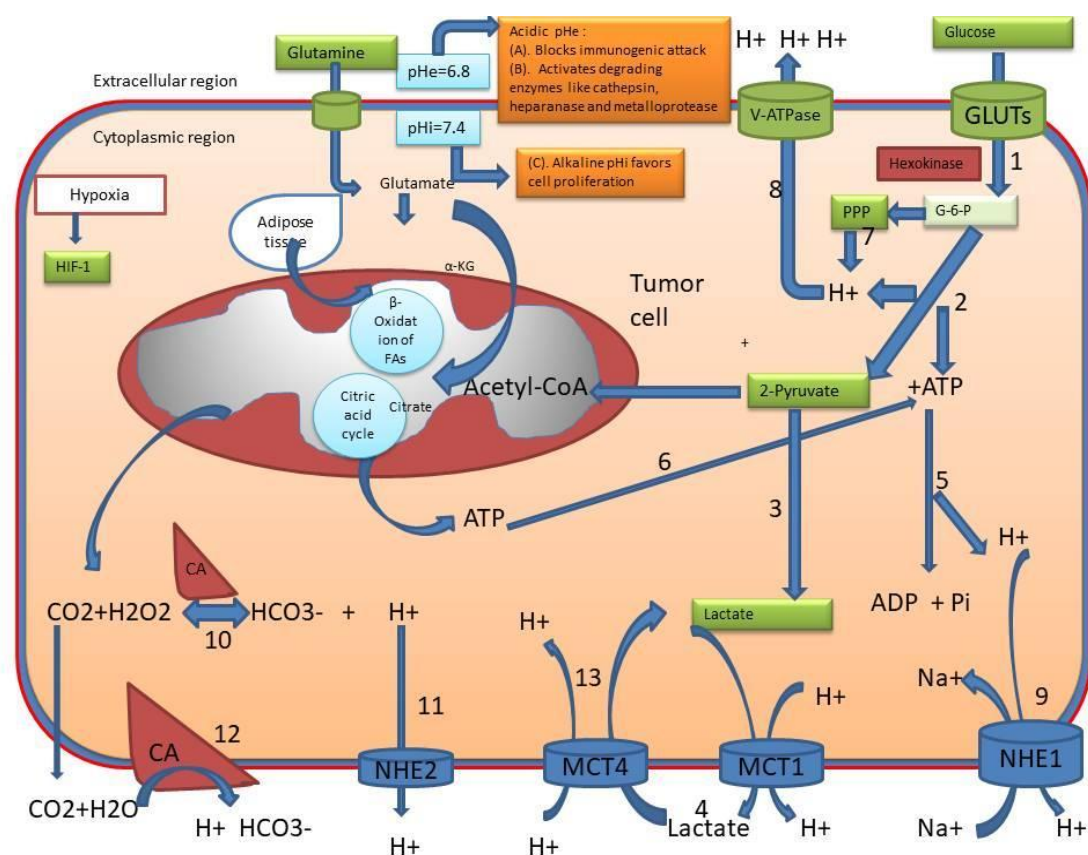 Glutamine
pHe=6.8
Acidic pHe :
(A). Blocks immunogenic attack
(B). Activates degrading
enzymes like cathepsin,
heparanase and metalloprotease
H+ H+ H+
Glucose
Extracellular region
V-ATPase
GLUTs
Cytoplasmic region
pHi=7.4
(C). Alkaline pHi favors
cell proliferation
Hexokinase
1
Hypoxia
Glutamate
8
PPP
G-6-P
7
Adipose
tissue
HIF-1
α-KG
H+
2
Tumor
cell
β-
Oxidat
ion of
FAs
+
Acetyl-CoA
2-Pyruvate
+ATP
Citric
acid
cycle
Citrate
6
5
3
ATP
H+
CA
CO2+H2O2
HCO3-
+
H+
10
ADP + Pi
Lactate
H+
13
H+
Na+
9
11
12
CA
NHE2
MCT4
MCT1
NHE1
CO2+H2O
H+ HCO3-
H+
H+
4
Lactate
H+
Na+
H+